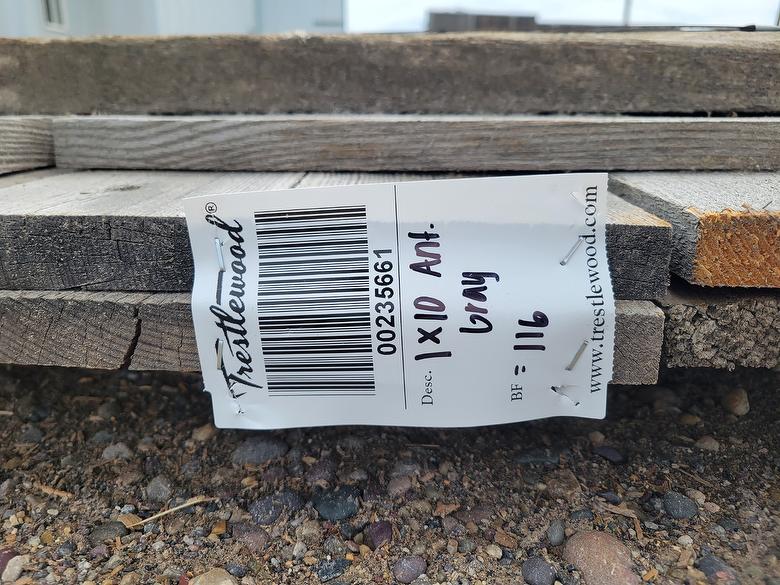 Trestlewood®
00235661
Desc. 1x10 Ant.
Gray
BF = 116
www.trestlewood.com